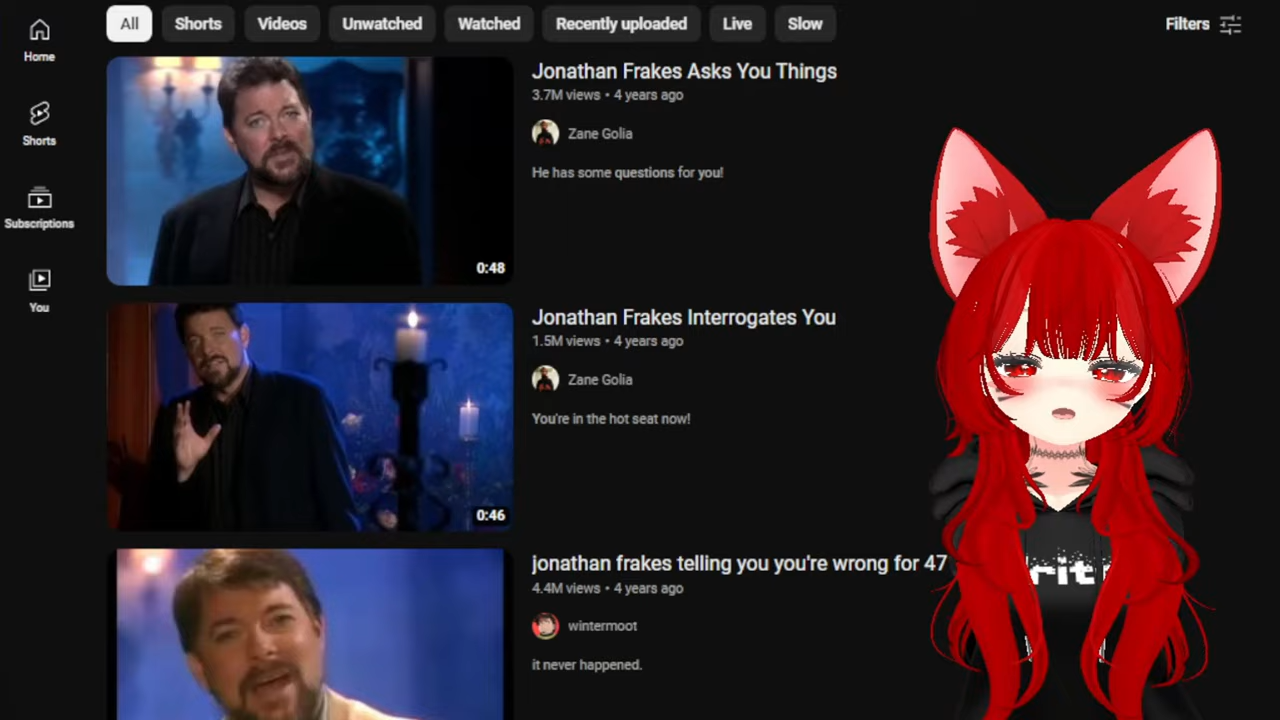 All
Shorts
Videos
Unwatched
Watched
Recently uploaded
Live
Slow
Filters
Home
Shorts
Subscriptions
You
0:48
Jonathan Frakes Asks You Things
3.7M views • 4 years ago
Zane Golia
He has some questions for you!
0:46
Jonathan Frakes Interrogates You
1.5M views • 4 years ago
Zane Golia
You're in the hot seat now!
jonathan frakes telling you you're wrong for 47
4.4M views • 4 years ago
wintermoot
it never happened.